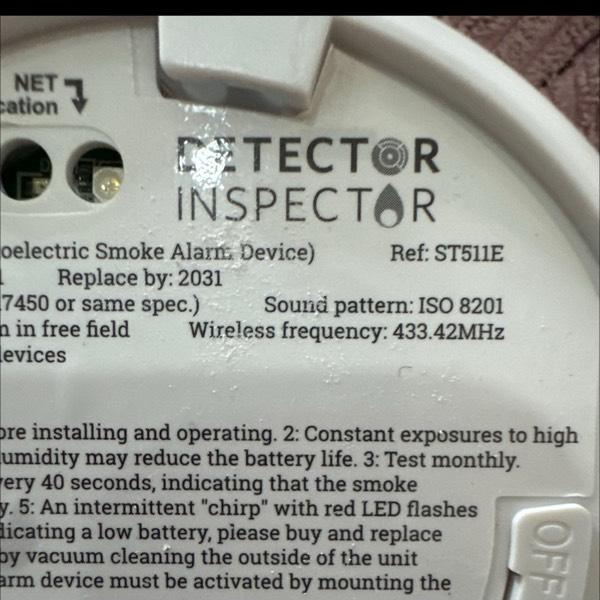 NET
cation
DETECTOR
INSPECTOR
oelectric Smoke Alarm Device) Ref: ST511E
Replace by: 2031
7450 or same spec.) Sound pattern: ISO 8201
n in free field Wireless frequency: 433.42MHz
evices
ore installing and operating. 2: Constant exposures to high
umidity may reduce the battery life. 3: Test monthly.
very 40 seconds, indicating that the smoke
y. 5: An intermittent "chirp" with red LED flashes
dicating a low battery, please buy and replace
by vacuum cleaning the outside of the unit
arm device must be activated by mounting the
OFF